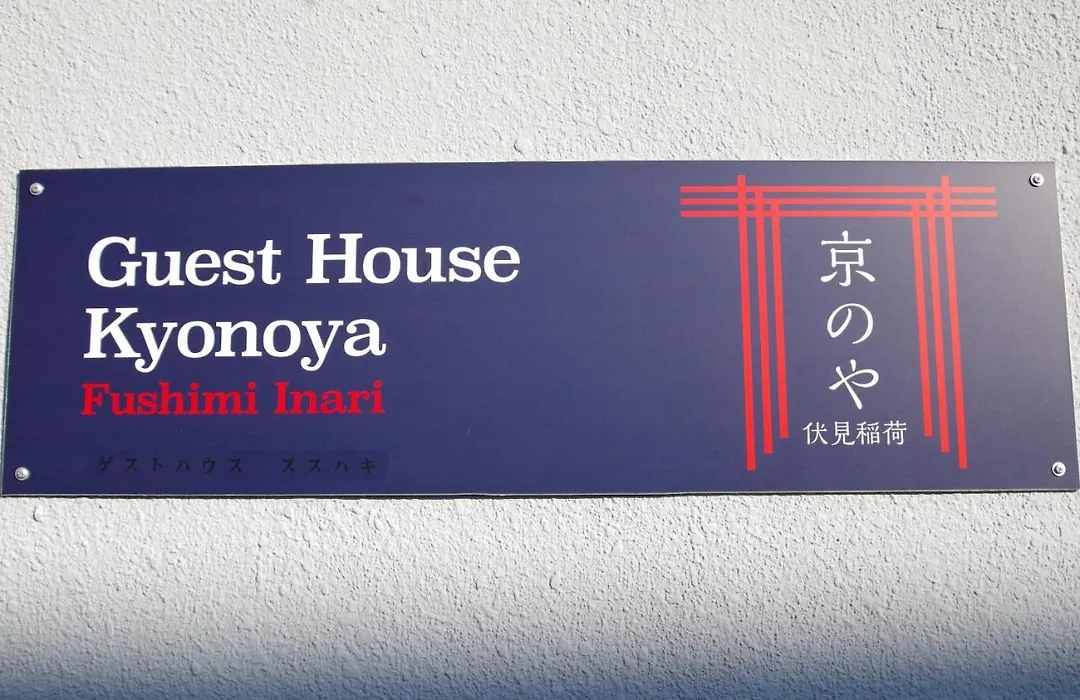 Guest House
Kyonoya
Fushimi Inari
ゲストハウス ススハキ
京のや
伏見稲荷